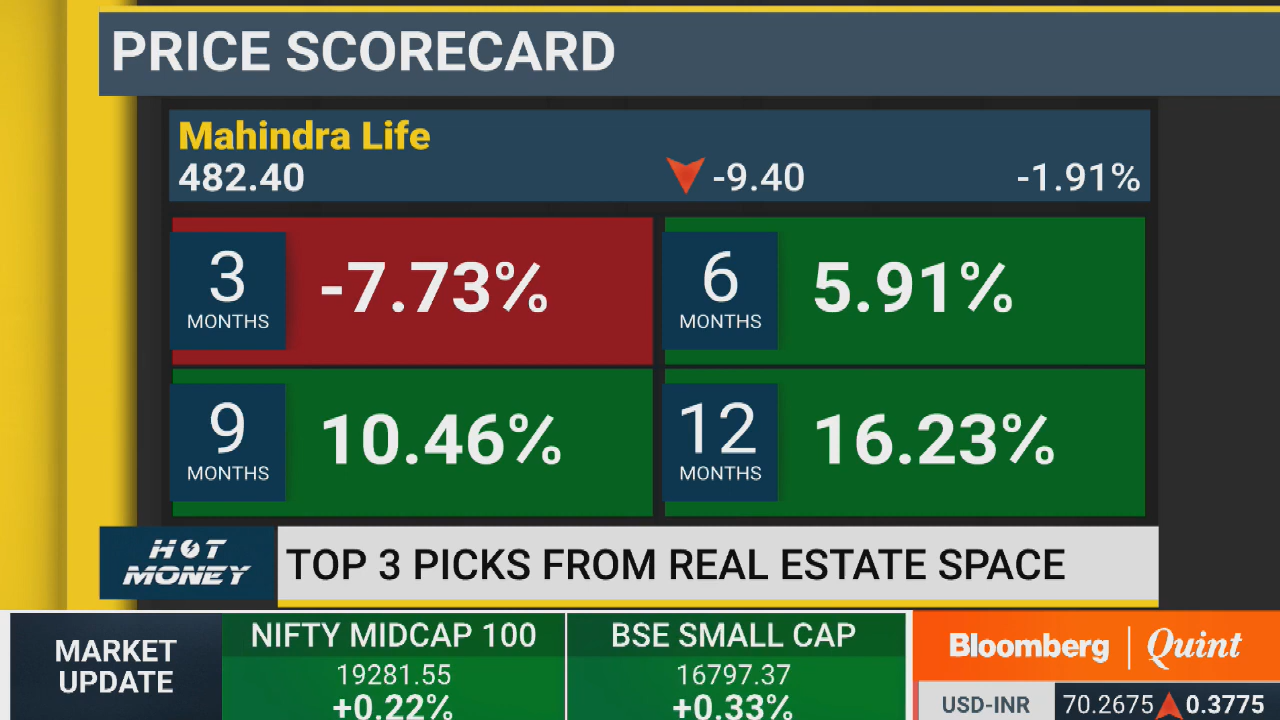 PRICE SCORECARD
Mahindra Life
482.40 -9.40 -1.91%
3 MONTHS -7.73%
6 MONTHS 5.91%
9 MONTHS 10.46%
12 MONTHS 16.23%
HOT MONEY
TOP 3 PICKS FROM REAL ESTATE SPACE
MARKET UPDATE
NIFTY MIDCAP 100
19281.55
+0.22%
BSE SMALL CAP
16797.37
+0.33%
Bloomberg | Quint
USD-INR 70.2675 0.3775